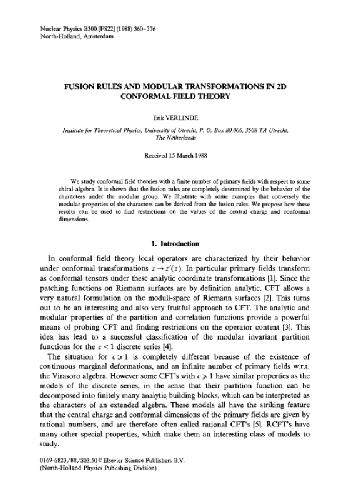 Nuclear Physics B300 [FS22] (1988) 360–376
North-Holland, Amsterdam
FUSION RULES AND MODULAR TRANSFORMATIONS IN 2D
CONFORMAL FIELD THEORY
Erik VERLINDE
Institute for Theoretical Physics, University of Utrecht, P. O. Box 80 006, 3508 TA Utrecht,
The Netherlands
Received 15 March 1988
We study conformal field theories with a finite number of primary fields with respect to some
chiral algebra. It is shown that the fusion rules are completely determined by the behavior of the
characters under the modular group. We illustrate with some examples that conversely the
modular properties of the characters can be derived from the fusion rules. We propose how these
results can be used to find restrictions on the values of the central charge and conformal
dimensions.
1. Introduction
In conformal field theory local operators are characterized by their behavior
under conformal transformations z → z′(z). In particular primary fields transform
as conformal tensors under these analytic coordinate transformations [1]. Since the
patching functions on Riemann surfaces are by definition analytic, CFT allows a
very natural formulation on the moduli-space of Riemann surfaces [2]. This turns
out to be an interesting and also very fruitful approach to CFT. The analytic and
modular properties of the partition and correlation functions provide a powerful
means of probing CFT and finding restrictions on the operator content [3]. This
idea has lead to a successful classification of the modular invariant partition
functions for the c < 1 discrete series [4].
The situation for c ⩾ 1 is completely different because of the existence of
continuous marginal deformations, and an infinite number of primary fields w.r.t.
the Virasoro algebra. However some CFT's with c ⩾ 1 have similar properties as the
models of the discrete series, in the sense that their partition function can be
decomposed into finitely many analytic building blocks, which can be interpreted as
the characters of an extended algebra. These models all have the striking feature
that the central charge and conformal dimensions of the primary fields are given by
rational numbers, and are therefore often called rational CFT's [5]. RCFT's have
many other special properties, which make them an interesting class of models to
study.
0169-6823/88/$03.50© Elsevier Science Publishers B.V.
(North-Holland Physics Publishing Division)